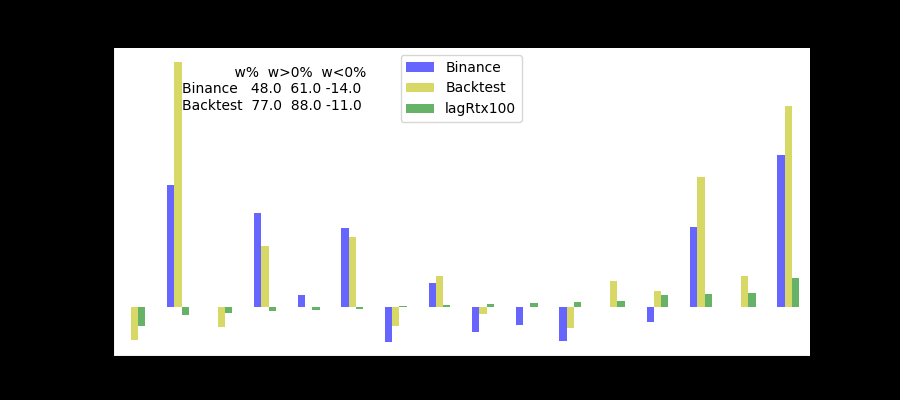 w% w>0% w<0%
Binance 48.0 61.0 -14.0
Backtest 77.0 88.0 -11.0
Binance
Backtest
lagRtx100